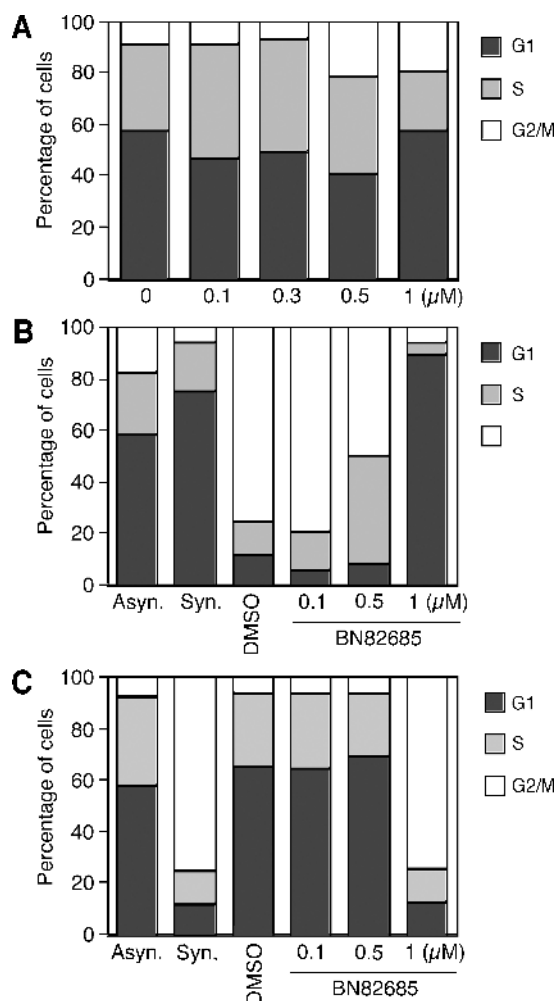 A
Percentage of cells
100
80
60
40
20
0
0 0.1 0.3 0.5 1 (µM)
G1
S
G2/M
B
Percentage of cells
100
80
60
40
20
0
Asyn. Syn. DMSO 0.1 0.5 1 (µM)
BN82685
G1
S
C
Percentage of cells
100
80
60
40
20
0
Asyn. Syn. DMSO 0.1 0.5 1 (µM)
BN82685
G1
S
G2/M